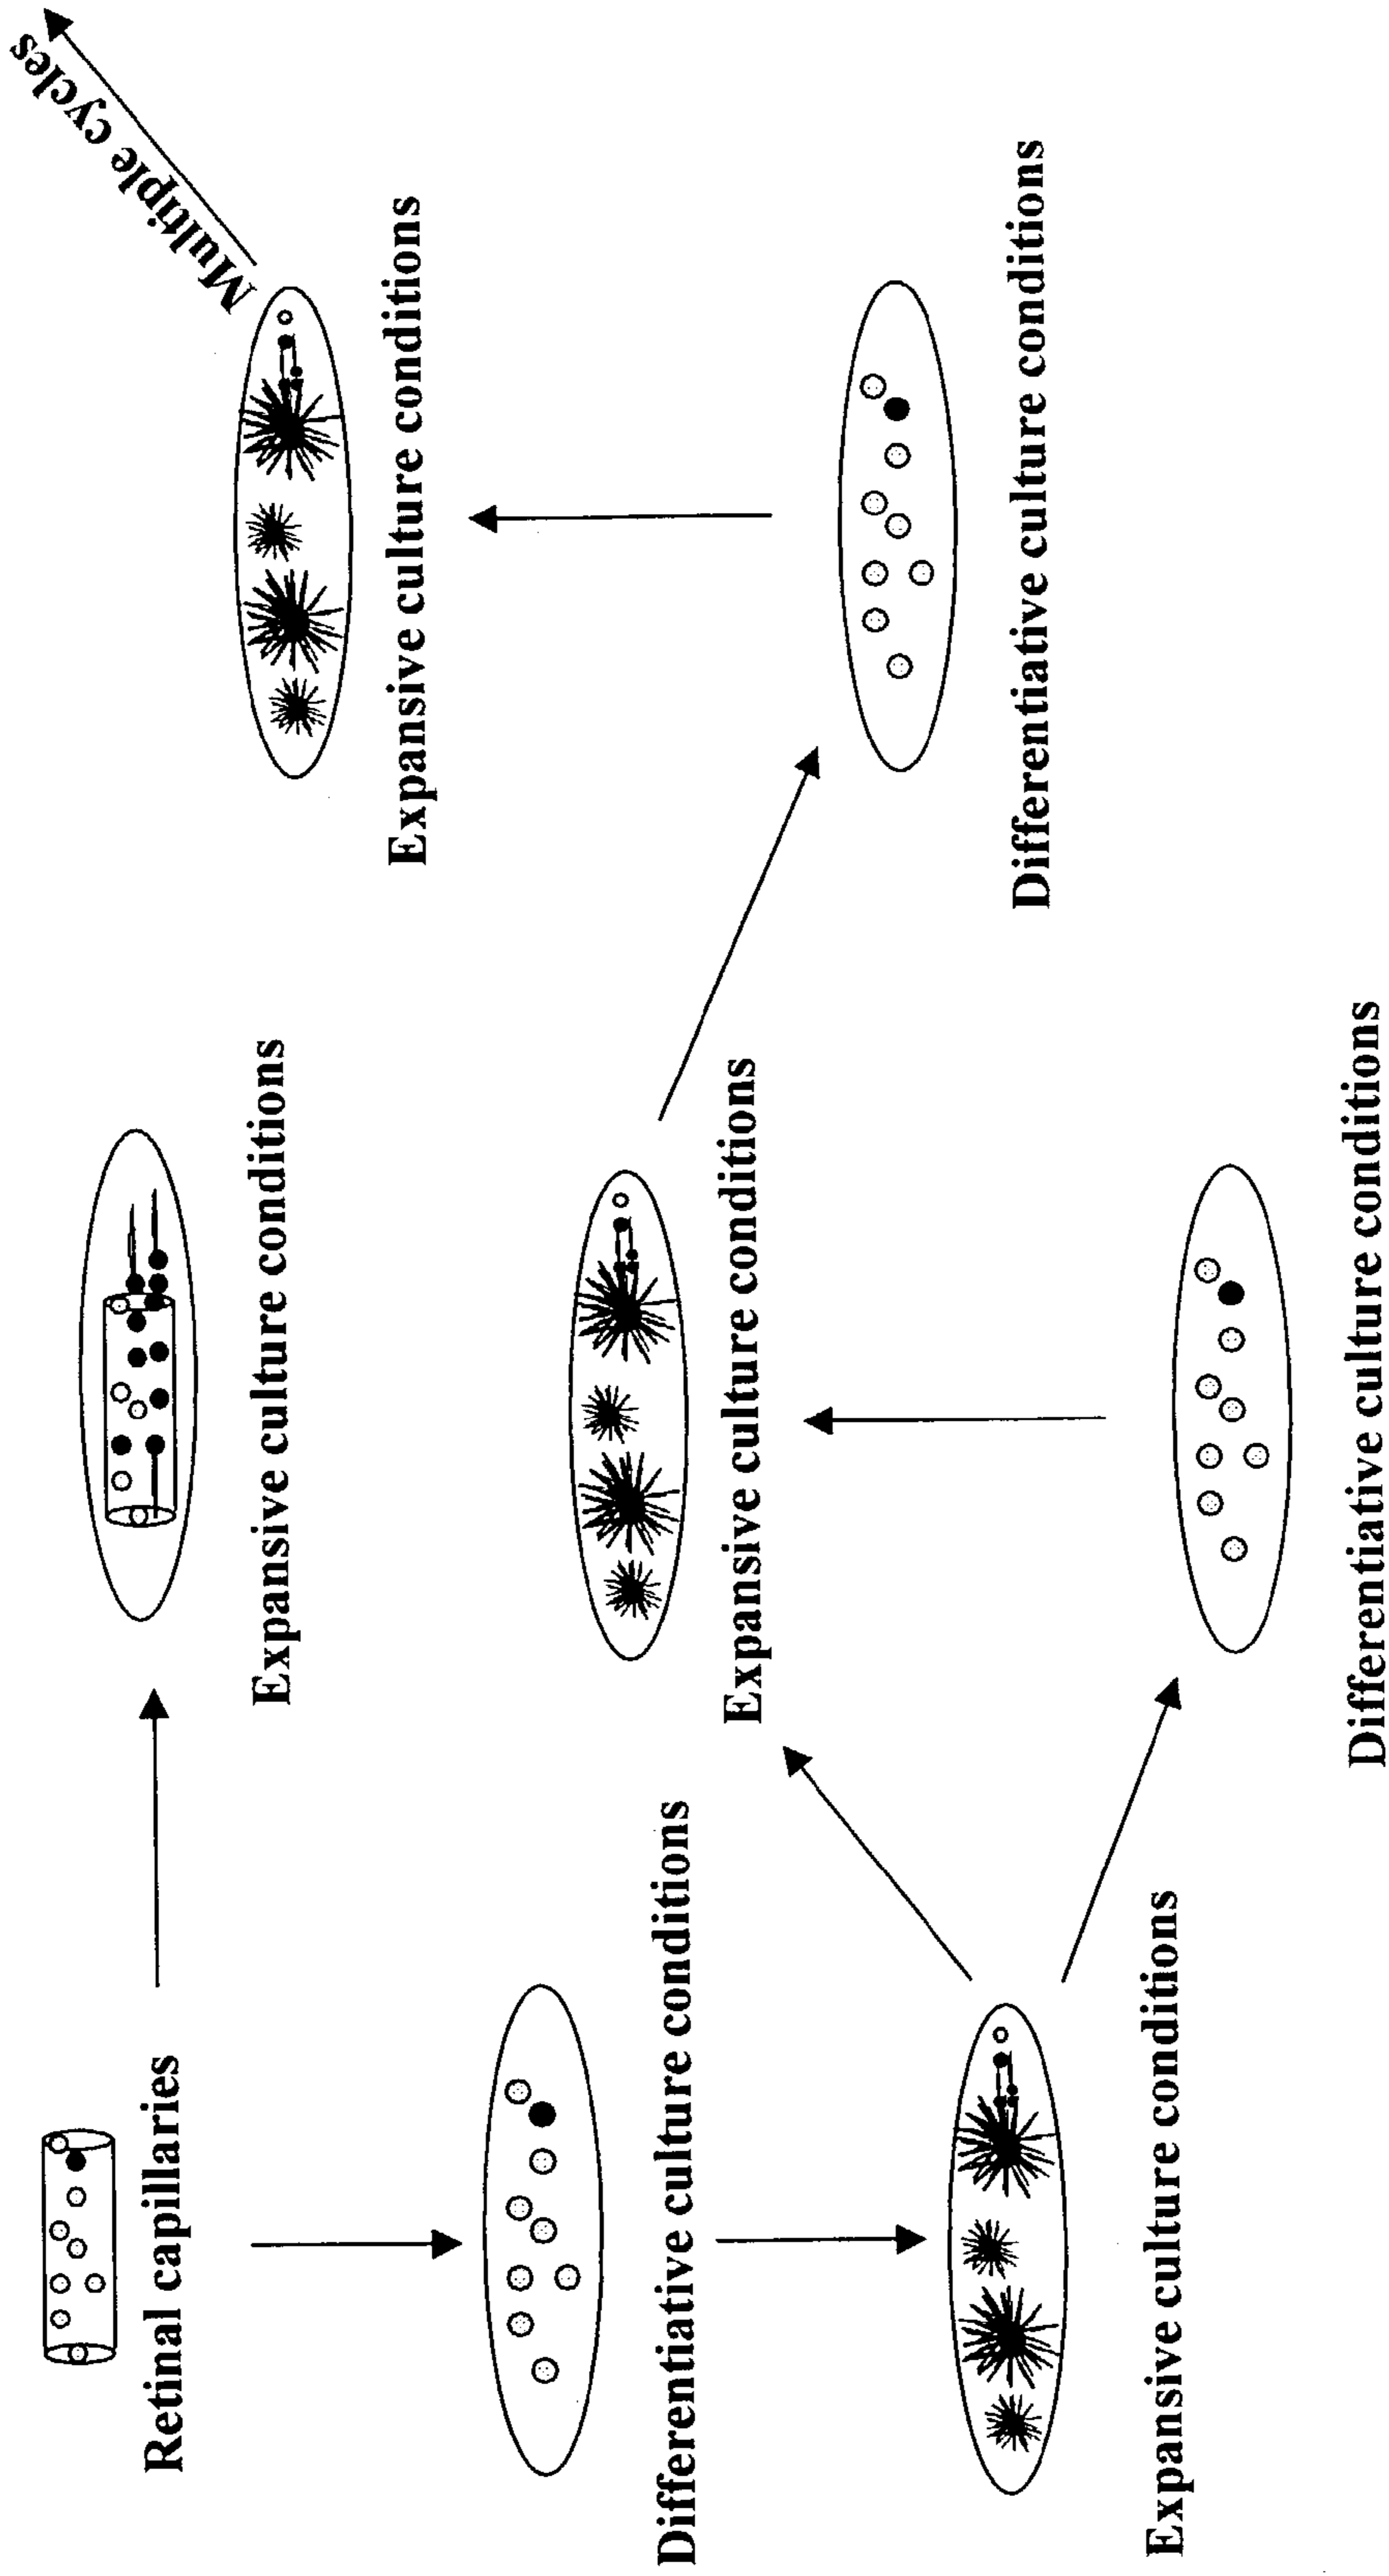 Retinal capillaries
Expansive culture conditions
Multiple cycles
Expansive culture conditions
Differentiative culture conditions
Expansive culture conditions
Differentiative culture conditions
Expansive culture conditions
Differentiative culture conditions